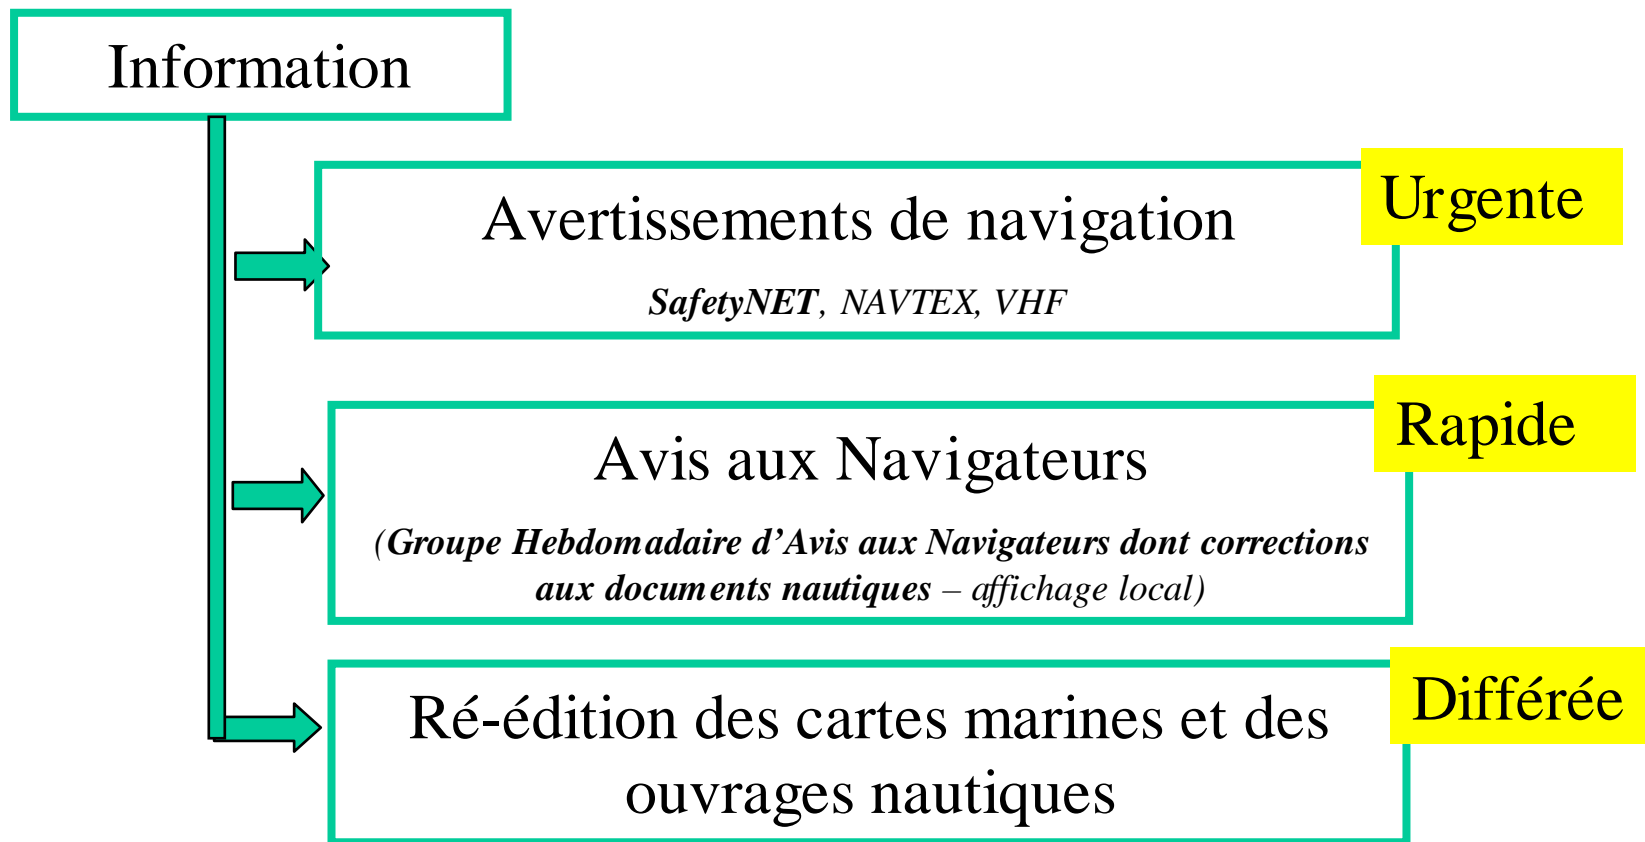 Information
Urgente
Avertissements de navigation
SafetyNET, NAVTEX, VHF
Rapide
Avis aux Navigateurs
(Groupe Hebdomadaire d’Avis aux Navigateurs dont corrections
aux documents nautiques – affichage local)
Différée
Ré-édition des cartes marines et des
ouvrages nautiques